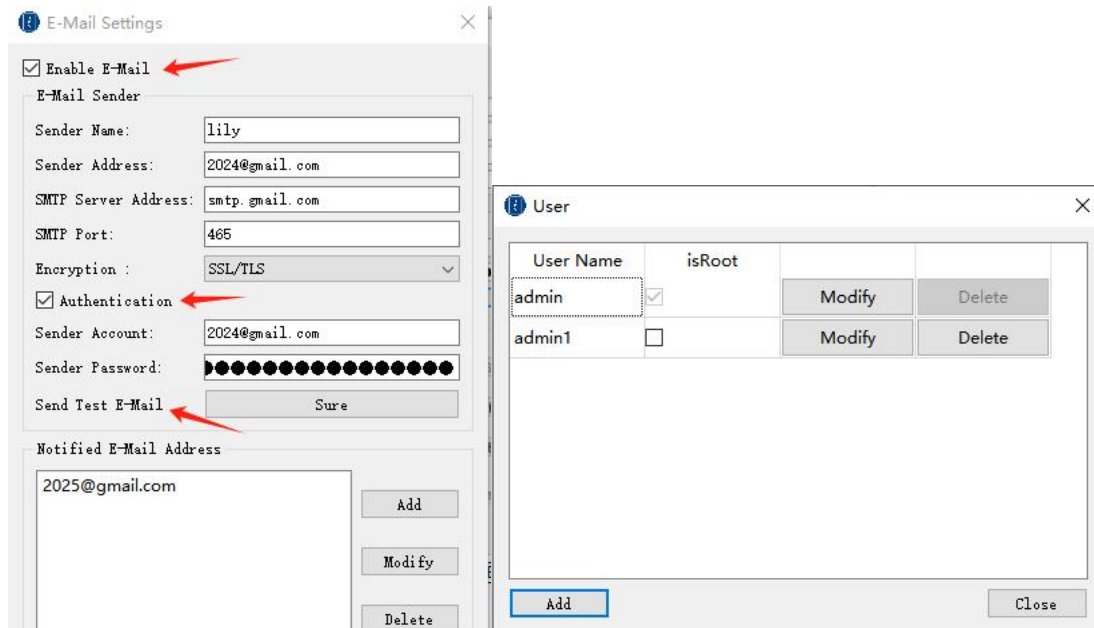 E-Mail Settings
Enable E-Mail
E-Mail Sender
Sender Name: lily
Sender Address: 2024@gmail.com
SMTP Server Address: smtp.gmail.com
SMTP Port: 465
Encryption : SSL/TLS
Authentication
Sender Account: 2024@gmail.com
Sender Password:
Send Test E-Mail Sure
Notified E-Mail Address
2025@gmail.com
Add
Modify
Delete
User
User Name isRoot
admin Modify Delete
admin1 Modify Delete
Add Close